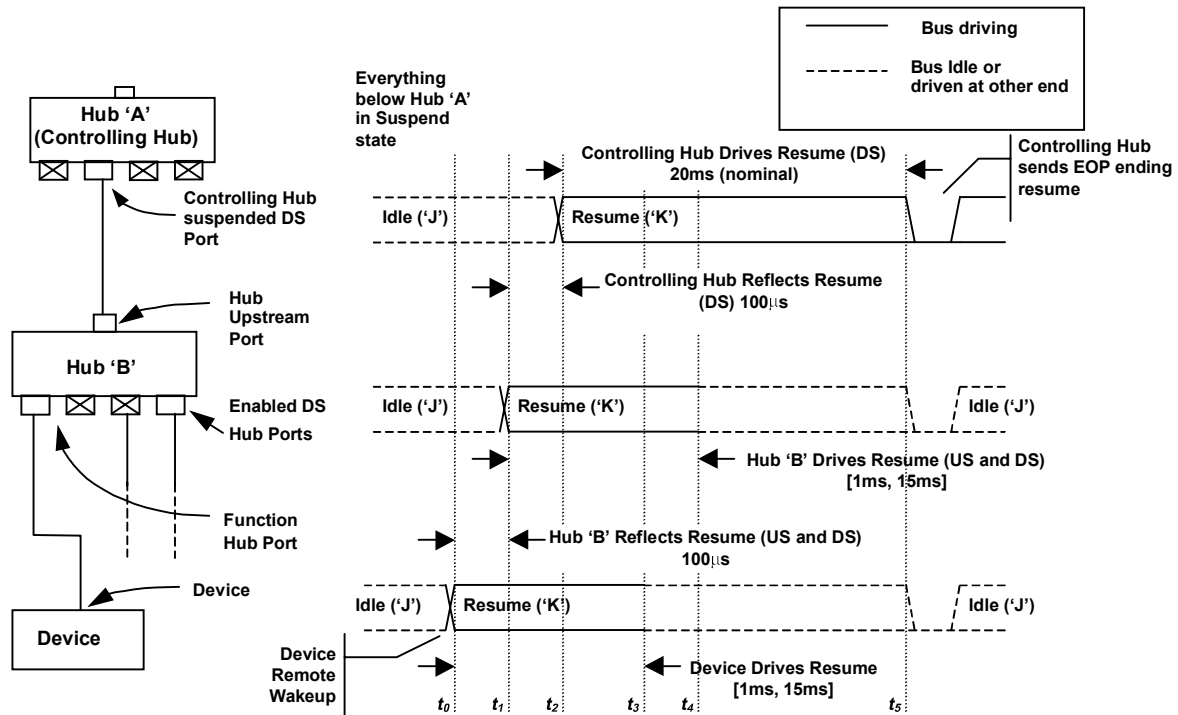 Bus driving
Bus Idle or
driven at other end
Hub ‘A’
(Controlling Hub)
Controlling Hub
suspended DS
Port
Hub
Upstream
Port
Hub ‘B’
Enabled DS
Hub Ports
Function
Hub Port
Device
Device
Everything
below Hub ‘A’
in Suspend
state
Controlling Hub Drives Resume (DS)
20ms (nominal)
Controlling Hub
sends EOP ending
resume
Idle (‘J’)
Resume (‘K’)
Controlling Hub Reflects Resume
(DS) 100μs
Idle (‘J’)
Resume (‘K’)
Idle (‘J’)
Hub ‘B’ Drives Resume (US and DS)
[1ms, 15ms]
Hub ‘B’ Reflects Resume (US and DS)
100μs
Idle (‘J’)
Resume (‘K’)
Idle (‘J’)
Device
Remote
Wakeup
Device Drives Resume
[1ms, 15ms]
t0 t1 t2 t3 t4 t5